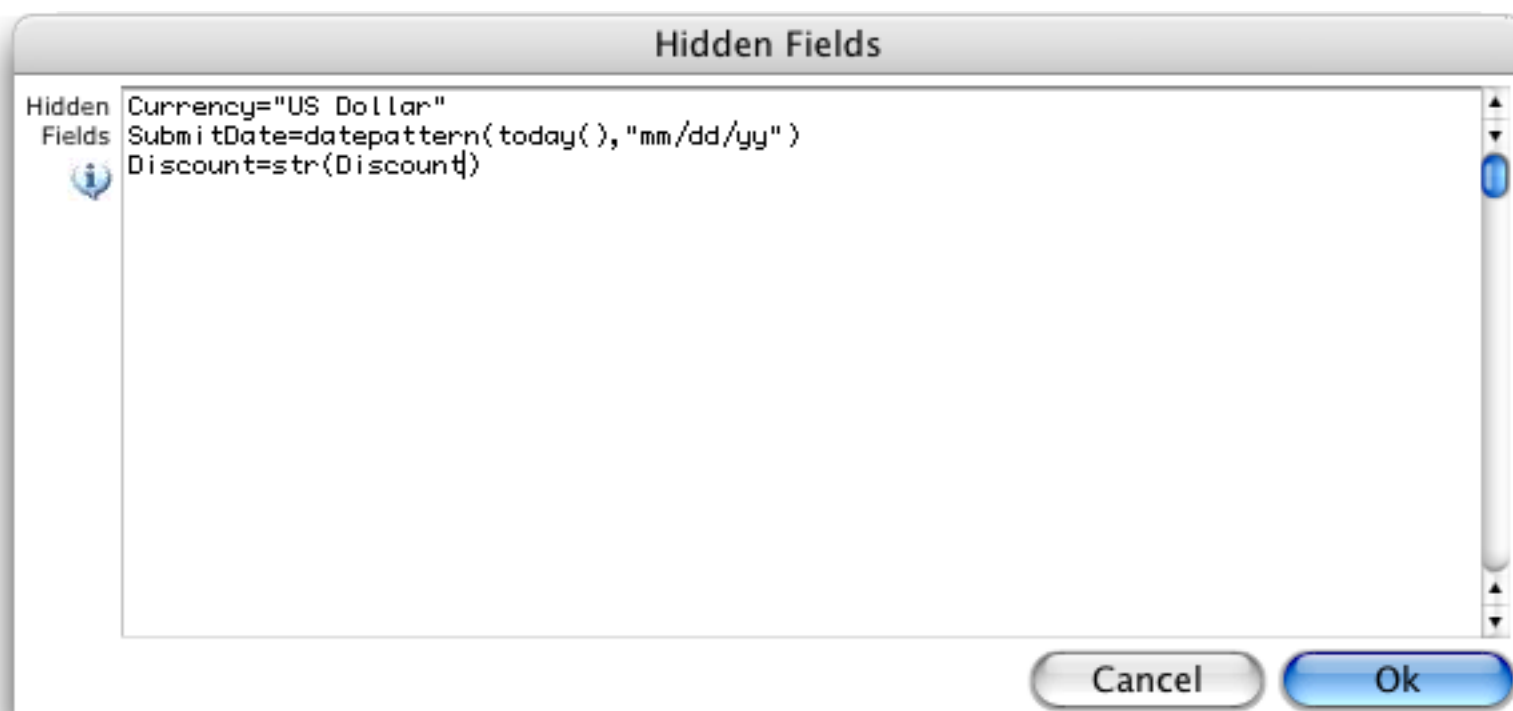 Hidden Fields
Hidden
Fields
Currency="US Dollar"
SubmitDate=datepattern(today(),"mm/dd/yy")
Discount=str(Discount)
Cancel
Ok